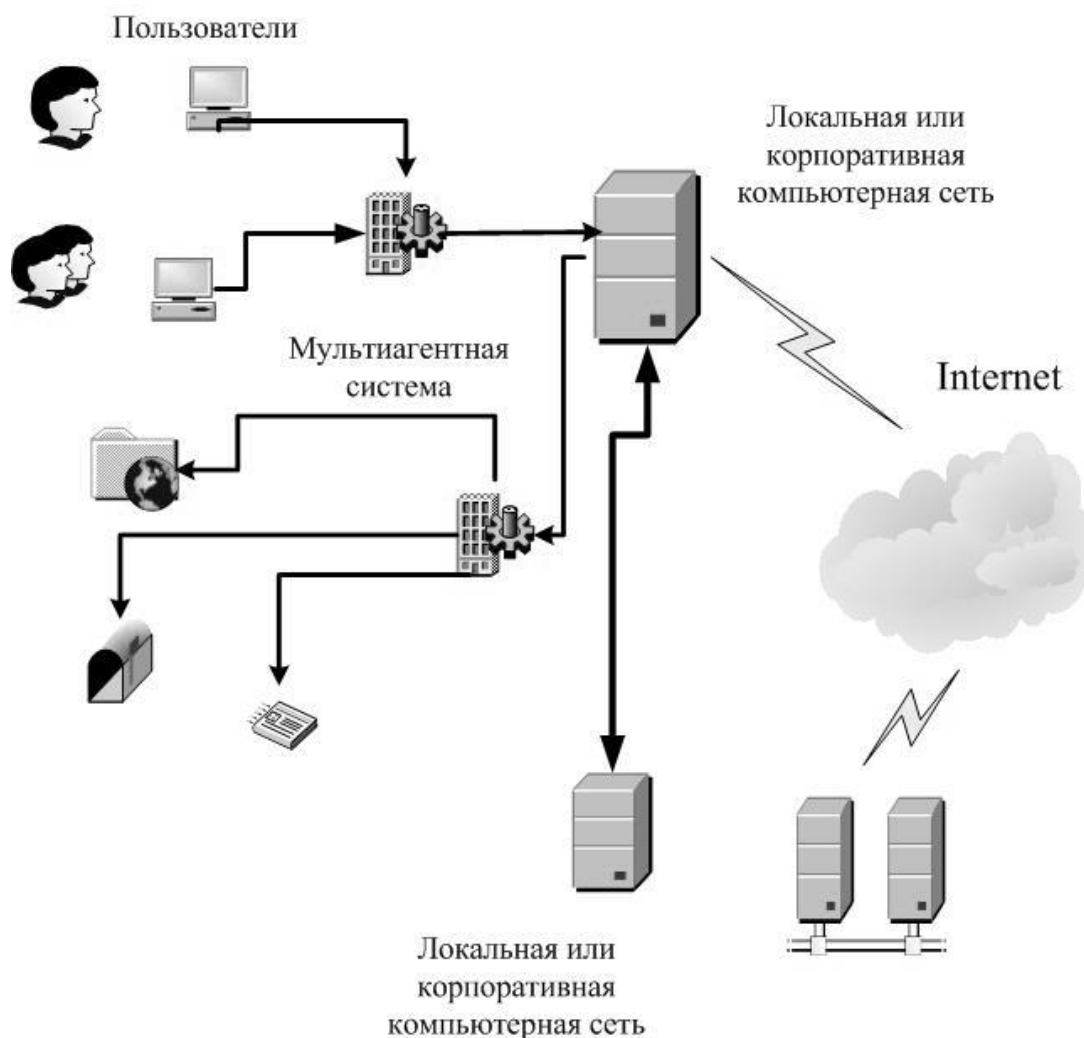 Пользователи
Локальная или
корпоративная
компьютерная сеть
Мультиагентная
система
Internet
Локальная или
корпоративная
компьютерная сеть